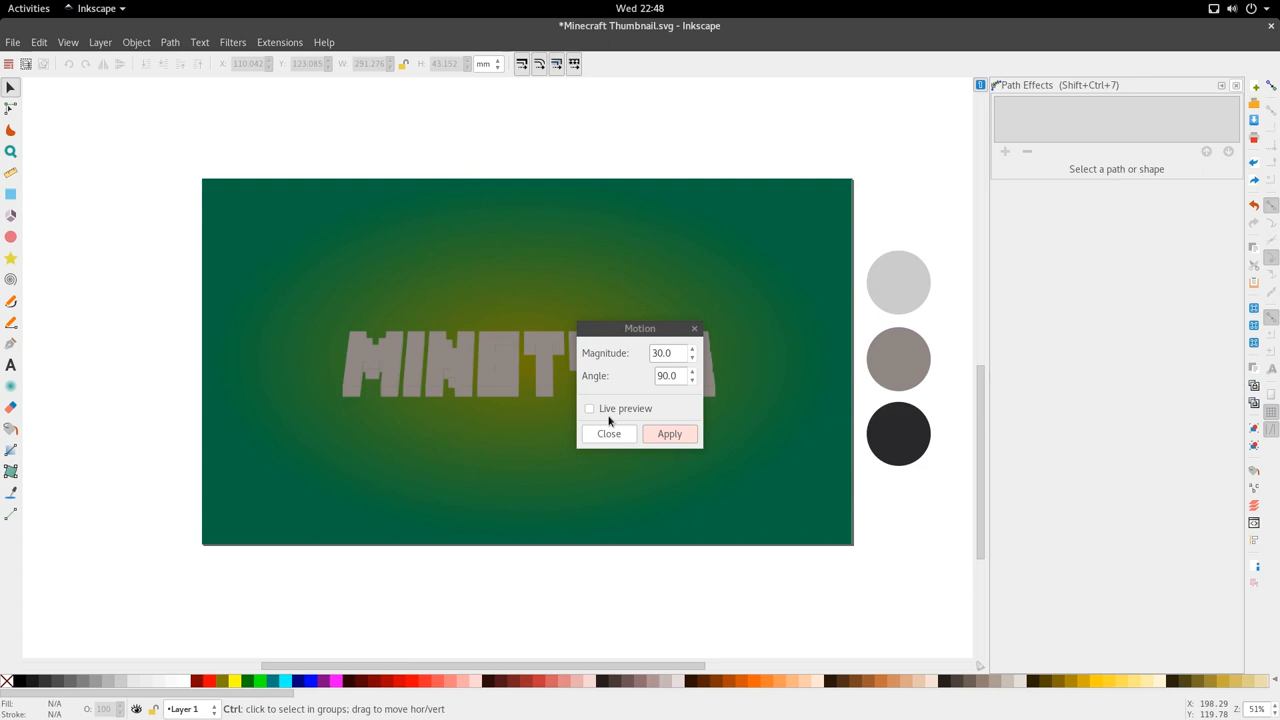 Activities
Inkscape
Wed 22:48
*Minecraft Thumbnail.svg - Inkscape
File Edit View Layer Object Path Text Filters Extensions Help
X: 110.042 Y: 123.085 W: 291.276 H: 43.152 mm
Path Effects (Shift+Ctrl+7)
Select a path or shape
Motion
Magnitude: 30.0
Angle: 90.0
Live preview
Close Apply
Fill: N/A
Stroke: N/A
O: 100
•Layer 1
Ctrl: click to select in groups; drag to move hor/vert
X: 198.29
Y: 119.78
Z: 51%